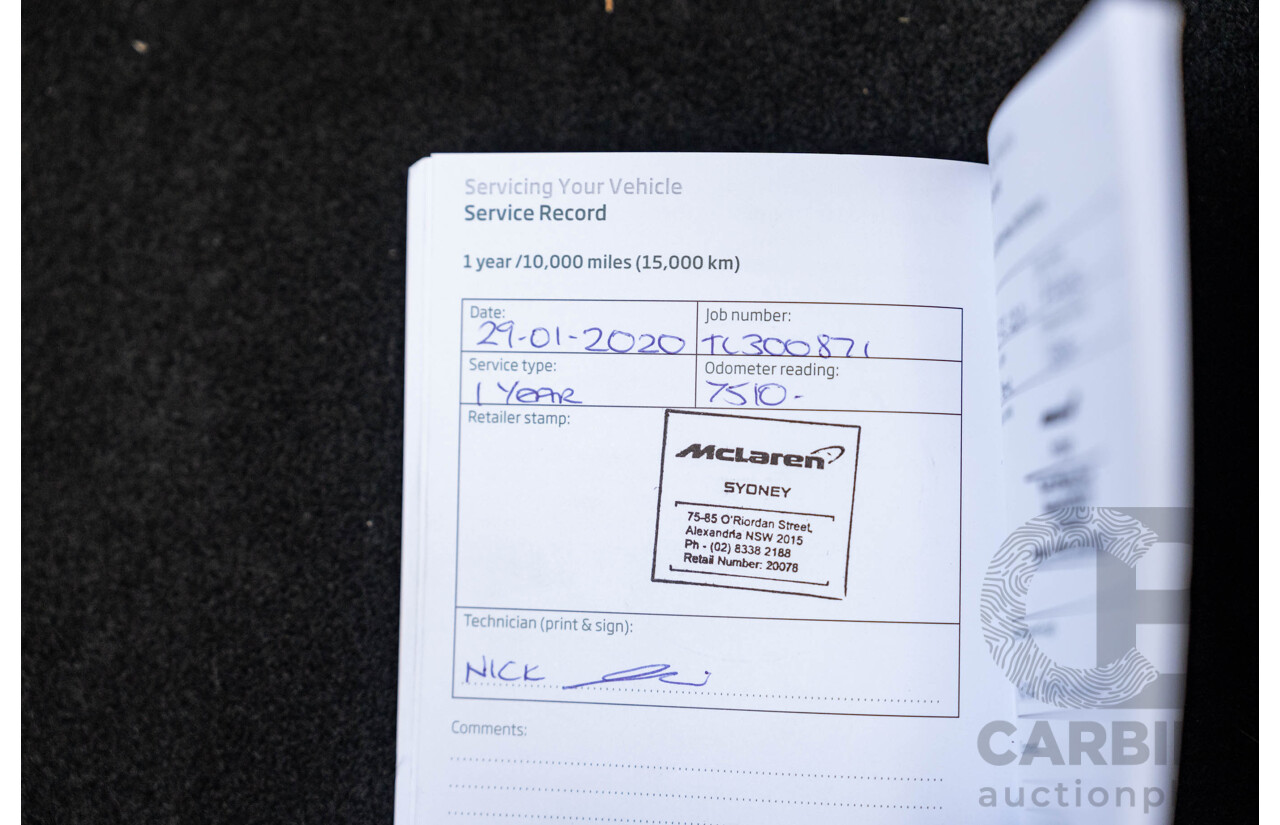 Servicing Your Vehicle
Service Record
1 year /10,000 miles (15,000 km)
Date:
29-01-2020
Job number:
TC300871
Service type:
1 YEAR
Odometer reading:
7510-
Retailer stamp:
McLaren
SYDNEY
75-85 O'Riordan Street,
Alexandria NSW 2015
Ph - (02) 8338 2188
Retail Number: 20078
Technician (print & sign):
NICK
Comments:
CARBI
auctionp